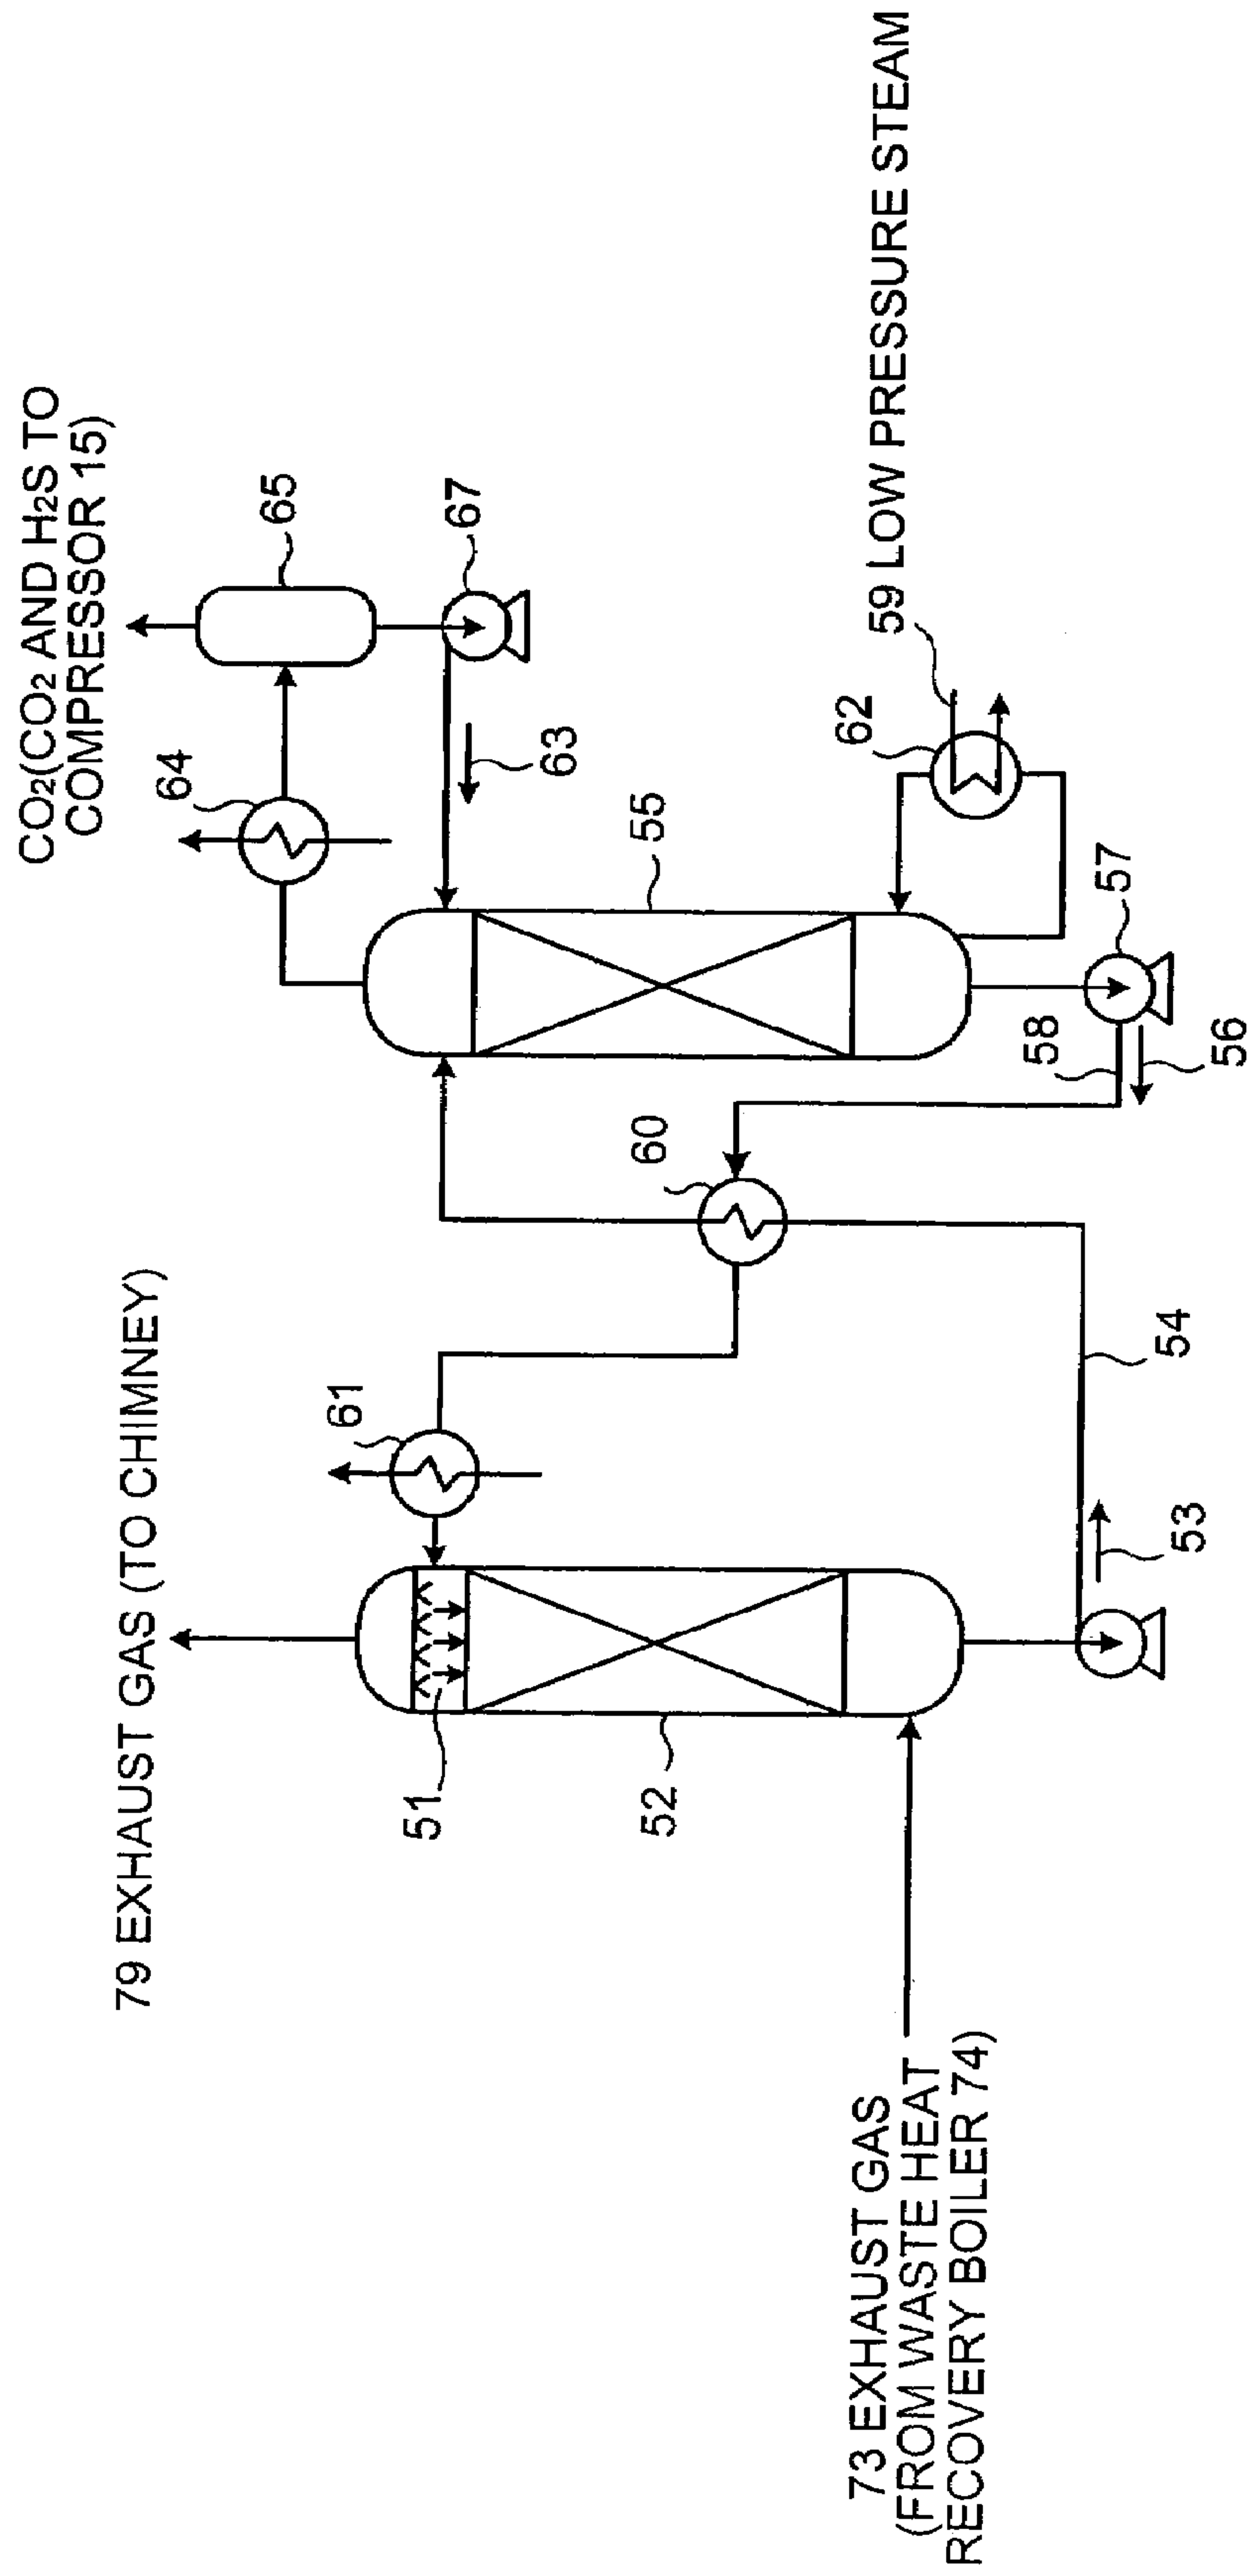 CO₂(CO₂ AND H₂S TO
COMPRESSOR 15)
79 EXHAUST GAS (TO CHIMNEY)
64
65
67
61
63
51
60
55
62
59 LOW PRESSURE STEAM
52
58
57
56
54
53
73 EXHAUST GAS
(FROM WASTE HEAT
RECOVERY BOILER 74)